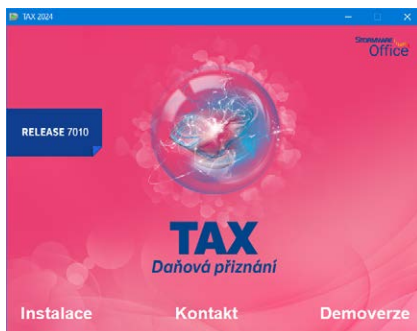 TAX 2024
STORMWARE
Office
RELEASE 7010
TAX
Daňová přiznání
Instalace Kontakt Demoverze